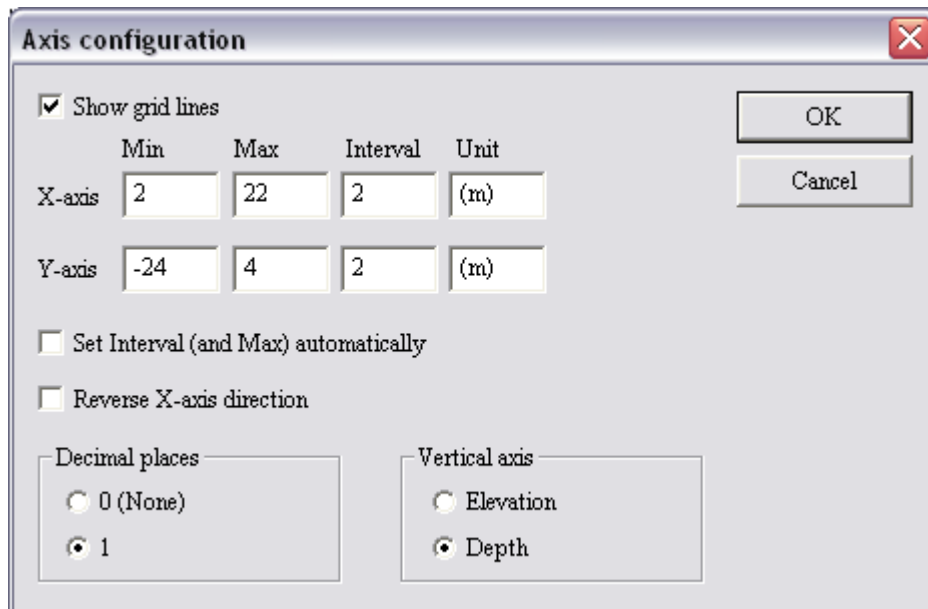 Axis configuration
Show grid lines
OK
Min Max Interval Unit
X-axis 2 22 2 (m)
Cancel
Y-axis -24 4 2 (m)
Set Interval (and Max) automatically
Reverse X-axis direction
Decimal places
0 (None)
1
Vertical axis
Elevation
Depth